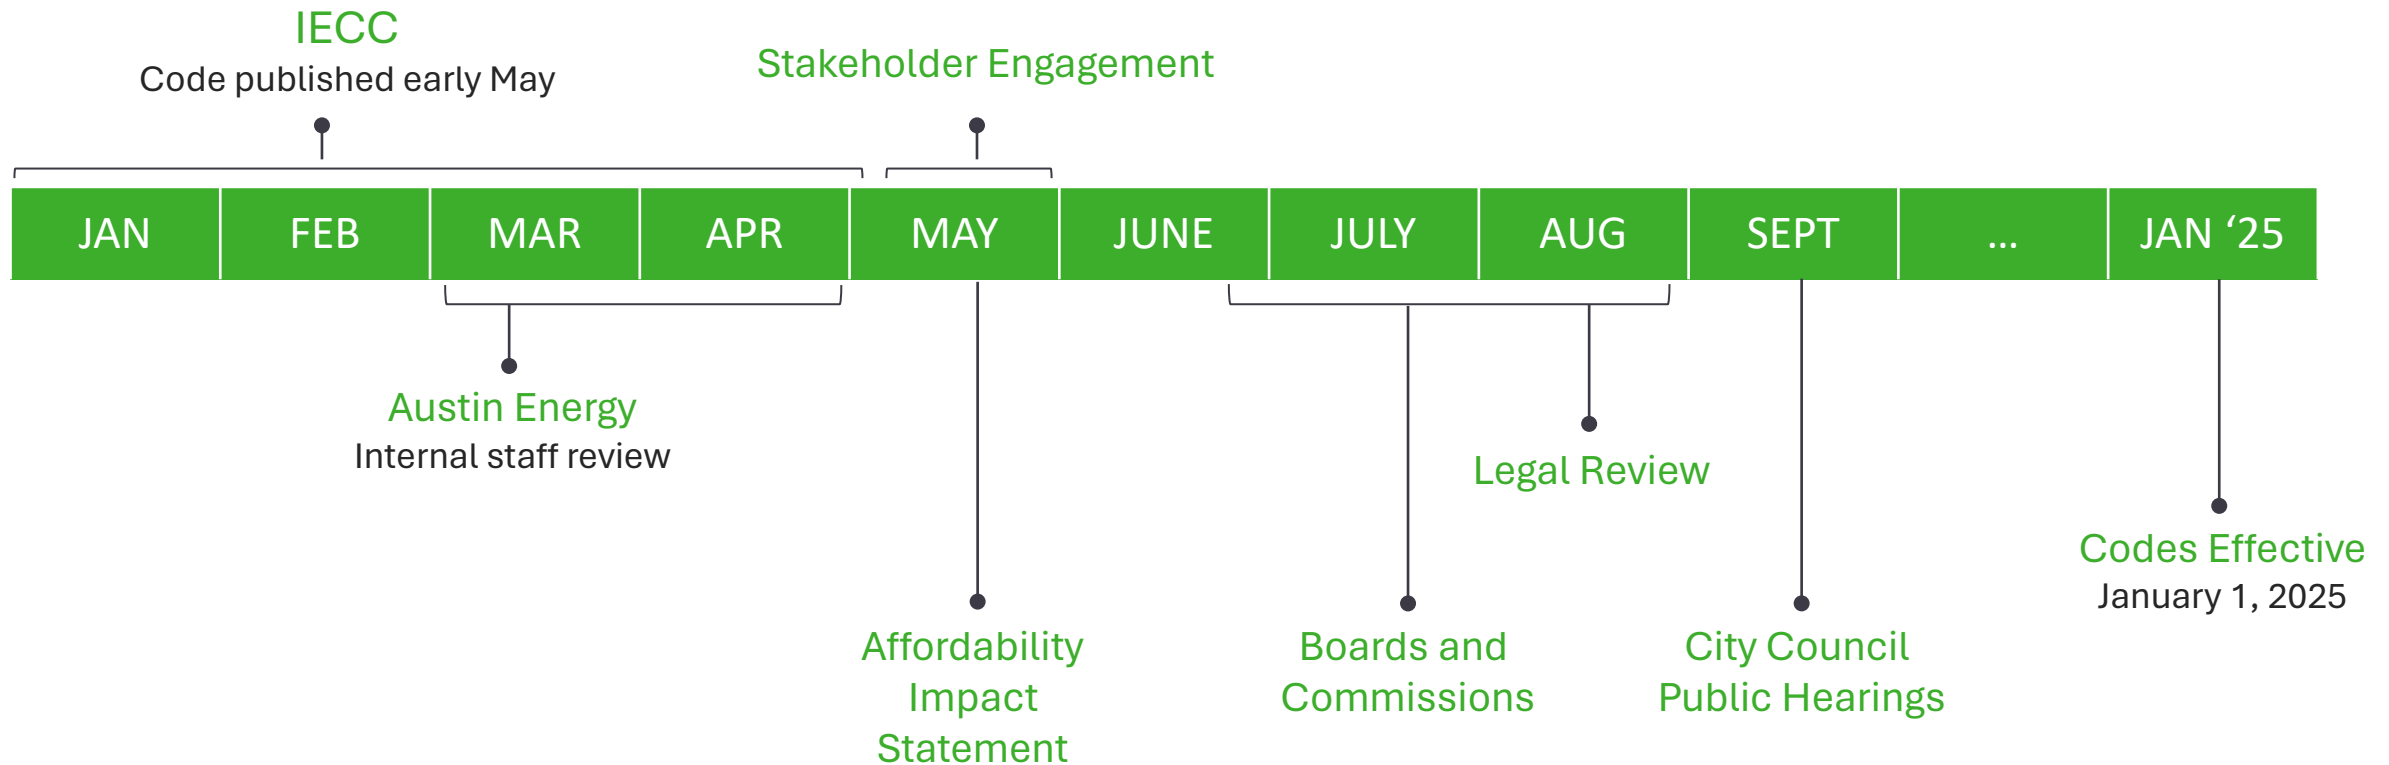 IECC
Code published early May
Stakeholder Engagement
JAN FEB MAR APR MAY JUNE JULY AUG SEPT ... JAN ‘25
Austin Energy
Internal staff review
Legal Review
Codes Effective
January 1, 2025
Affordability
Impact
Statement
Boards and
Commissions
City Council
Public Hearings